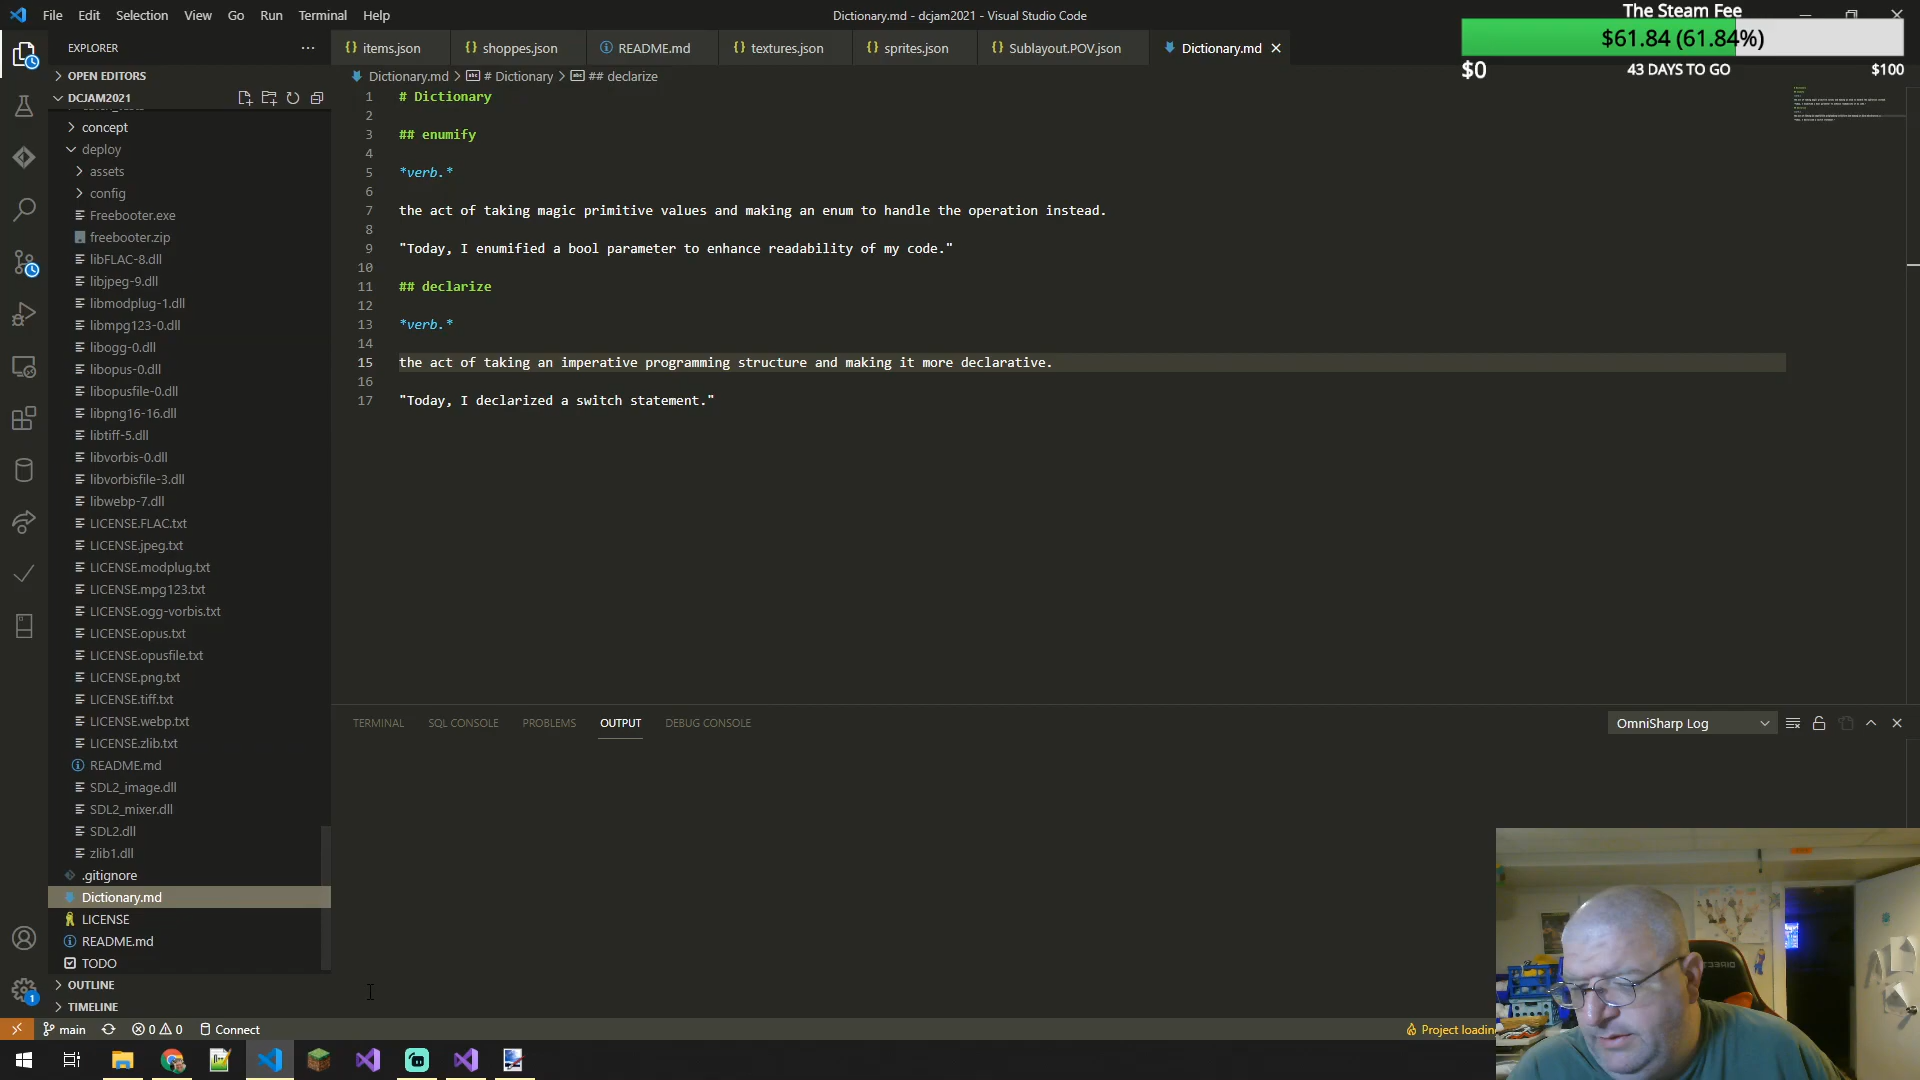 File Edit Selection View Go Run Terminal Help
Dictionary.md - dcjam2021 - Visual Studio Code
The Steam Fee
$61.84 (61.84%)
$0 43 DAYS TO GO $100
EXPLORER
items.json shoppes.json README.md textures.json sprites.json Sublayout.POV.json Dictionary.md
OPEN EDITORS
Dictionary.md > # Dictionary > ## declarize
DCJAM2021
concept
deploy
assets
config
Freebooter.exe
freebooter.zip
libFLAC-8.dll
libjpeg-9.dll
libmodplug-1.dll
libmpg123-0.dll
libogg-0.dll
libopus-0.dll
libopusfile-0.dll
libpng16-16.dll
libtiff-5.dll
libvorbis-0.dll
libvorbisfile-3.dll
libwebp-7.dll
LICENSE.FLAC.txt
LICENSE.jpeg.txt
LICENSE.modplug.txt
LICENSE.mpg123.txt
LICENSE.ogg-vorbis.txt
LICENSE.opus.txt
LICENSE.opusfile.txt
LICENSE.png.txt
LICENSE.tiff.txt
LICENSE.webp.txt
LICENSE.zlib.txt
README.md
SDL2_image.dll
SDL2_mixer.dll
SDL2.dll
zlib1.dll
.gitignore
Dictionary.md
LICENSE
README.md
TODO
OUTLINE
TIMELINE
1 # Dictionary
2
3 ## enumify
4
5 *verb.*
6
7 the act of taking magic primitive values and making an enum to handle the operation instead.
8
9 "Today, I enumified a bool parameter to enhance readability of my code."
10
11 ## declarize
12
13 *verb.*
14
15 the act of taking an imperative programming structure and making it more declarative.
16
17 "Today, I declarized a switch statement."
TERMINAL SQL CONSOLE PROBLEMS OUTPUT DEBUG CONSOLE
OmniSharp Log
1
main 0 0 Connect
Project loadin